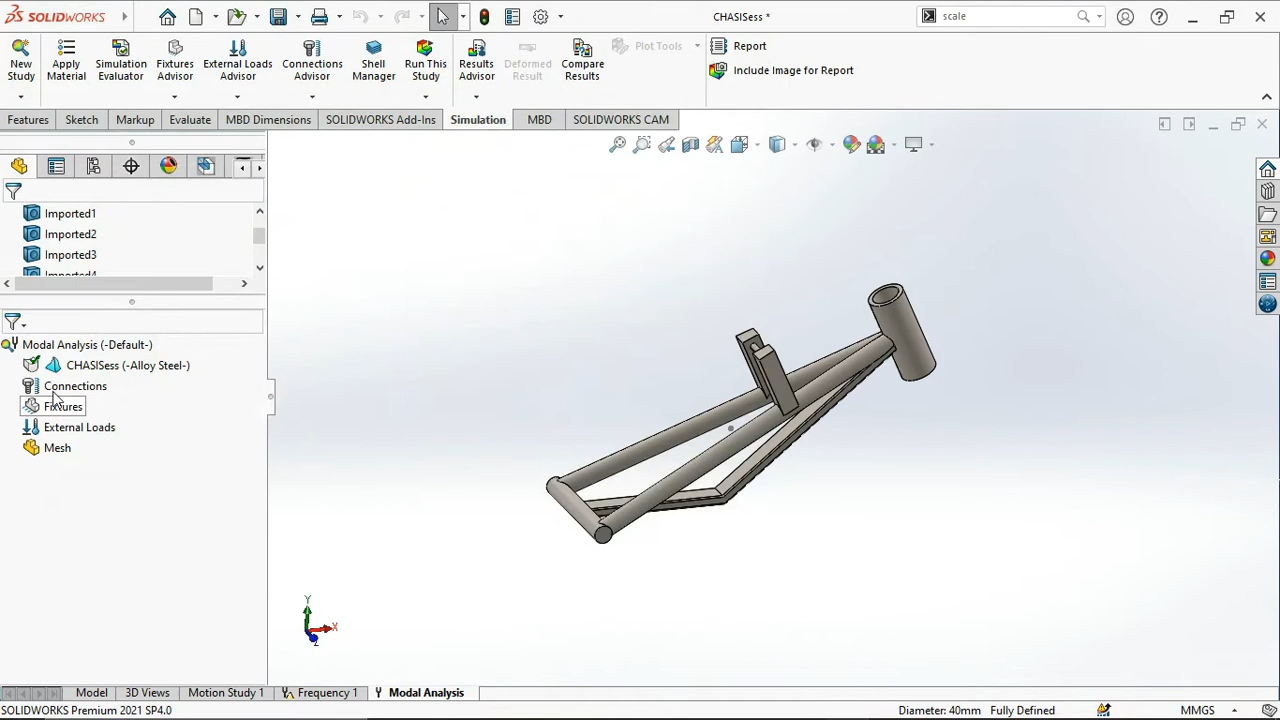 SOLIDWORKS
CHASISess *
scale
New Study
Apply Material
Simulation Evaluator
Fixtures Advisor
External Loads Advisor
Connections Advisor
Shell Manager
Run This Study
Results Advisor
Deformed Result
Compare Results
Plot Tools
Report
Include Image for Report
Features
Sketch
Markup
Evaluate
MBD Dimensions
SOLIDWORKS Add-Ins
Simulation
MBD
SOLIDWORKS CAM
Imported1
Imported2
Imported3
Imported4
Modal Analysis (-Default-)
CHASISess (-Alloy Steel-)
Connections
Fixtures
External Loads
Mesh
Y
X
Z
Model
3D Views
Motion Study 1
Frequency 1
Modal Analysis
SOLIDWORKS Premium 2021 SP4.0
Diameter: 40mm
Fully Defined
MMGS